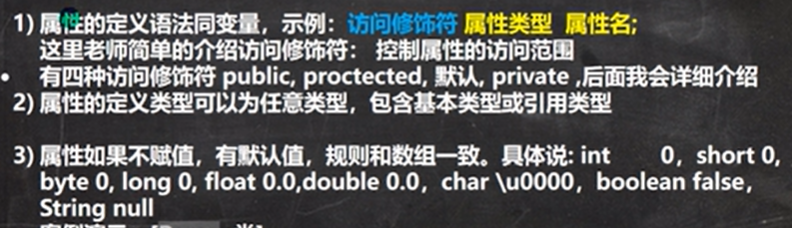 1) 属性的定义语法同变量，示例：访问修饰符 属性类型 属性名;
这里老师简单的介绍访问修饰符： 控制属性的访问范围
• 有四种访问修饰符 public, proctected, 默认, private ,后面我会详细介绍
2) 属性的定义类型可以为任意类型，包含基本类型或引用类型
3) 属性如果不赋值，有默认值，规则和数组一致。具体说: int 0，short 0,
byte 0, long 0, float 0.0,double 0.0，char \u0000，boolean false，
String null